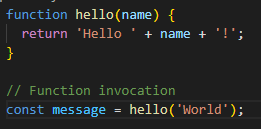 function hello(name) {
  return 'Hello ' + name + '!';
}

// Function invocation
const message = hello('World');